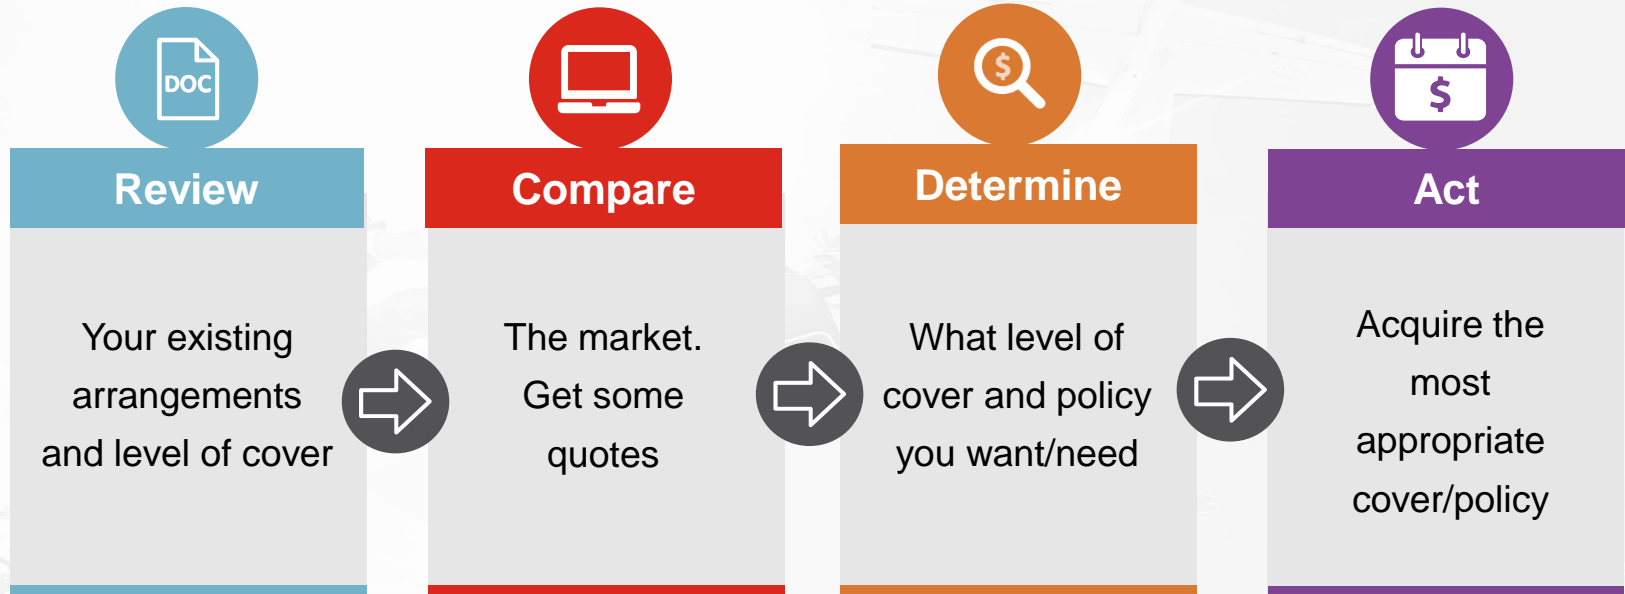 DOC
Review
Your existing
arrangements
and level of cover
Compare
The market.
Get some
quotes
$
Determine
What level of
cover and policy
you want/need
$
Act
Acquire the
most
appropriate
cover/policy